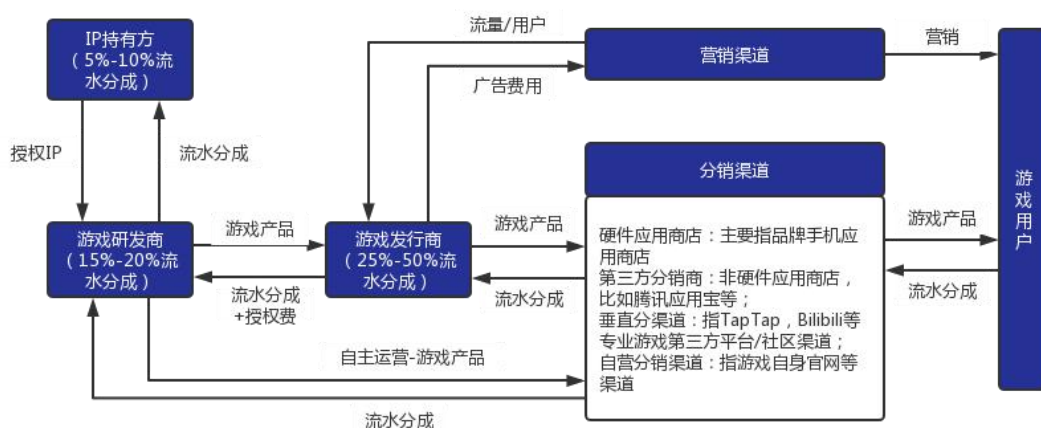 IP持有方
（5%-10%流
水分成）
流量/用户
营销渠道
营销
广告费用
授权IP
流水分成
分销渠道
游戏用户
游戏研发商
（15%-20%流
水分成）
游戏产品
流水分成
+授权费
游戏发行商
（25%-50%流
水分成）
游戏产品
流水分成
硬件应用商店：主要指品牌手机应
用商店
第三方分销商：非硬件应用商店，
比如腾讯应用宝等；
垂直分渠道：指TapTap，Bilibili等
专业游戏第三方平台/社区渠道；
自营分销渠道：指游戏自身官网等
渠道
游戏产品
流水分成
自主运营-游戏产品
流水分成